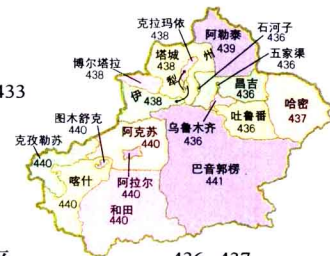 克拉玛依
438
石河子
436
阿勒泰
439
五家渠
436
塔城
438
博尔塔拉
438
伊犁州
438
昌吉
436
433
图木舒克
440
乌鲁木齐
436
吐鲁番
436
哈密
437
克孜勒苏
440
阿克苏
440
喀什
440
阿拉尔
440
巴音郭楞
441
和田
440